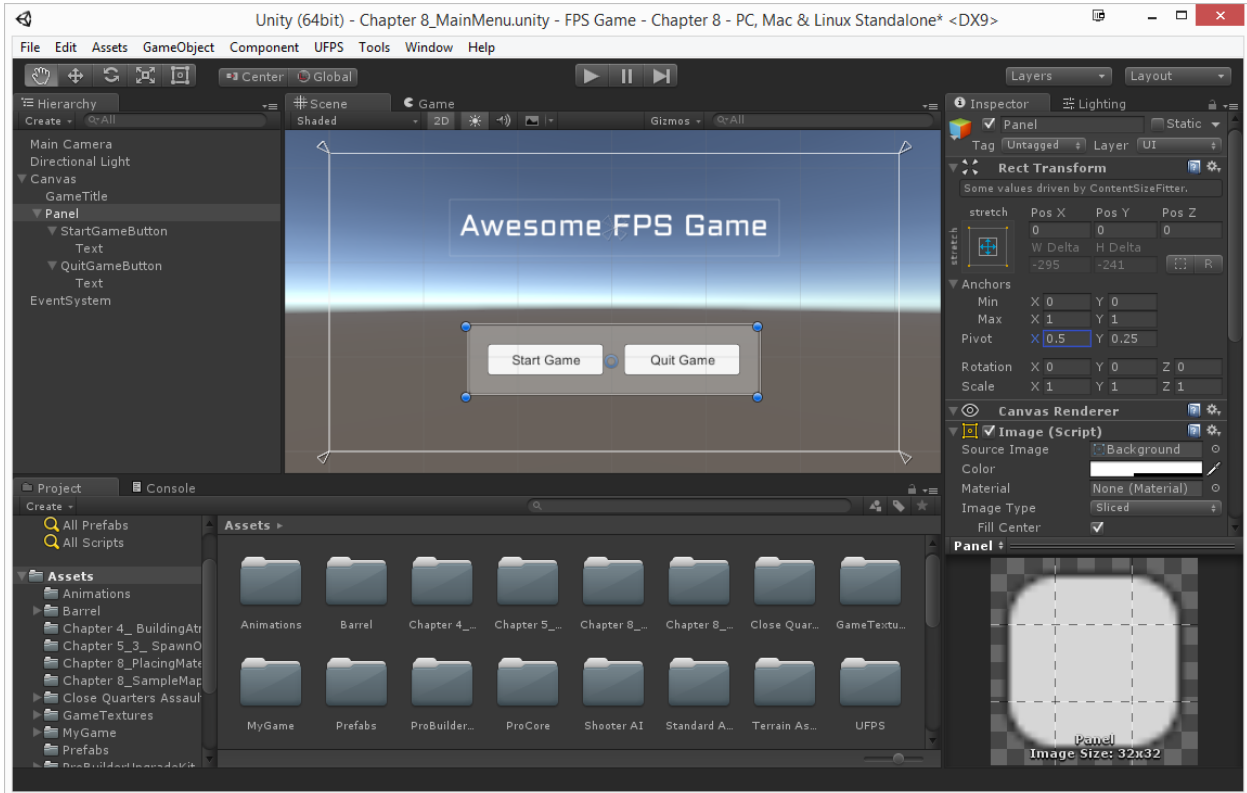 Unity (64bit) - Chapter 8_MainMenu.unity - FPS Game - Chapter 8 - PC, Mac & Linux Standalone* <DX9>
File Edit Assets GameObject Component UFPS Tools Window Help
Center Global Layers Layout
Hierarchy
Create All
Main Camera
Directional Light
Canvas
GameTitle
Panel
StartGameButton
Text
QuitGameButton
Text
EventSystem
Scene Game
Shaded 2D Gizmos All
Awesome FPS Game
Start Game Quit Game
Inspector Lighting
Panel Static
Tag Untagged Layer UI
Rect Transform
Some values driven by ContentSizeFitter.
stretch Pos X Pos Y Pos Z
stretch 0 0 0
W Delta H Delta
-295 -241 R
Anchors
Min X 0 Y 0
Max X 1 Y 1
Pivot X 0.5 Y 0.25
Rotation X 0 Y 0 Z 0
Scale X 1 Y 1 Z 1
Canvas Renderer
Image (Script)
Source Image Background
Color
Material None (Material)
Image Type Sliced
Fill Center
Panel
Panel
Image Size: 32x32
Project Console
Create
All Prefabs
All Scripts
Assets
Animations
Barrel
Chapter 4_ BuildingAtr
Chapter 5_3_ SpawnO
Chapter 8_PlacingMate
Chapter 8_SampleMap
Close Quarters Assaul
GameTextures
MyGame
Prefabs
ProBuilderUpgradeKit
Assets
Animations Barrel Chapter 4_... Chapter 5_... Chapter 8_... Chapter 8_... Close Quar... GameTextu...
MyGame Prefabs ProBuilder... ProCore Shooter AI Standard A... Terrain As... UFPS